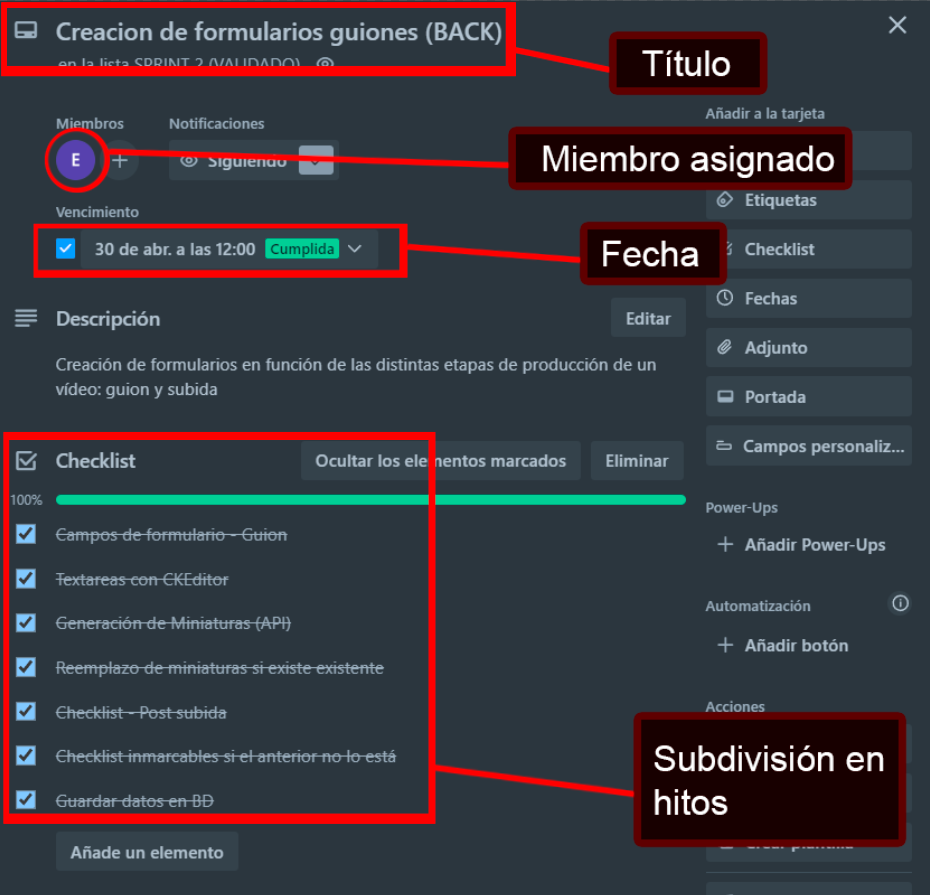 Creacion de formularios guiones (BACK)
en la lista SPRINT 2 (VALIDADO)
Título
Miembros
Notificaciones
Añadir a la tarjeta
E
Siguiendo
Miembro asignado
Etiquetas
Vencimiento
30 de abr. a las 12:00 Cumplida
Fecha
Checklist
Fechas
Descripción
Editar
Adjunto
Creación de formularios en función de las distintas etapas de producción de un
vídeo: guion y subida
Portada
Campos personaliz...
Checklist
Ocultar los elementos marcados
Eliminar
100%
Power-Ups
Añadir Power-Ups
Campos de formulario - Guion
Textareas con CKEditor
Automatización
Generación de Miniaturas (API)
Añadir botón
Reemplazo de miniaturas si existe existente
Checklist - Post subida
Acciones
Checklist inmarcables si el anterior no lo está
Subdivisión en
hitos
Guardar datos en BD
Crear plantilla
Añade un elemento